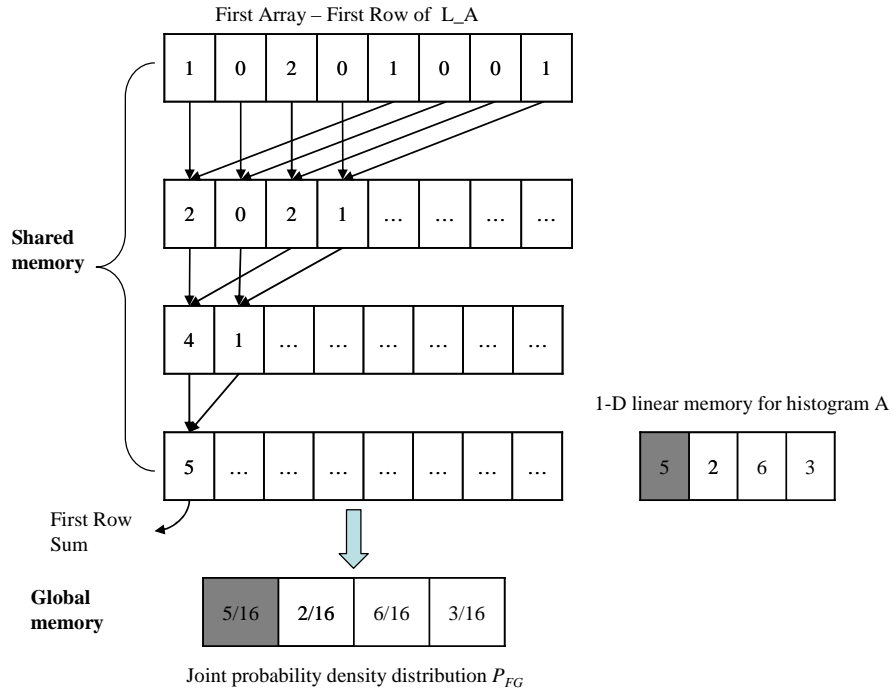 First Array – First Row of L_A
1 0 2 0 1 0 0 1
2 0 2 1 ... ... ... ...
Shared
memory
4 1 ... ... ... ... ... ...
1-D linear memory for histogram A
5 ... ... ... ... ... ... ...
5 2 6 3
First Row
Sum
Global
memory
5/16 2/16 6/16 3/16
Joint probability density distribution P_FG